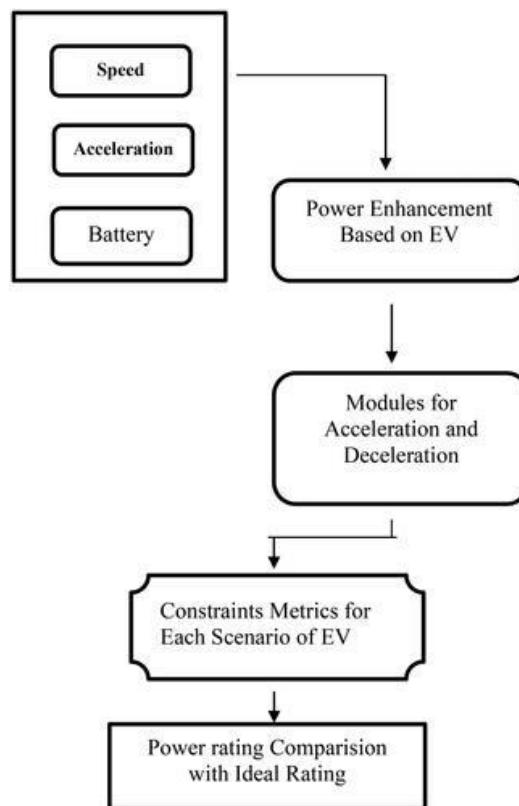 Speed
Acceleration
Battery
Power Enhancement
Based on EV
Modules for
Acceleration and
Deceleration
Constraints Metrics for
Each Scenario of EV
Power rating Comparision
with Ideal Rating